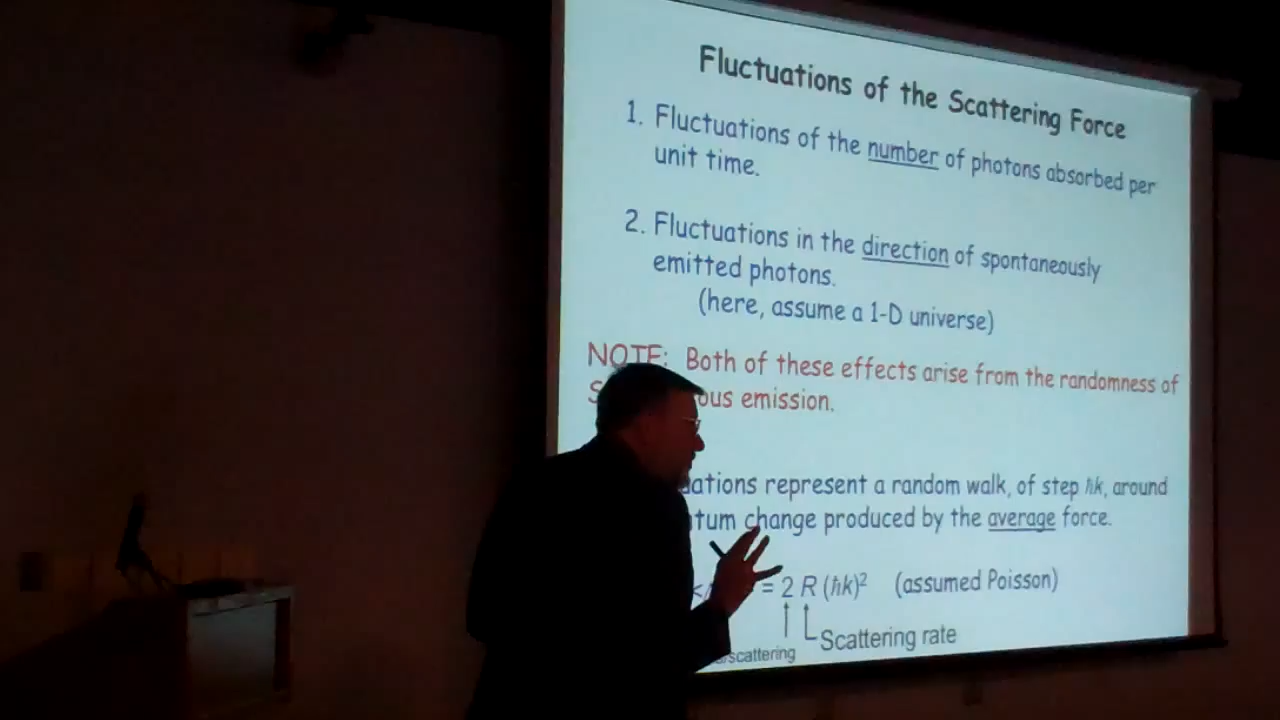 Fluctuations of the Scattering Force
1. Fluctuations of the number of photons absorbed per
unit time.
2. Fluctuations in the direction of spontaneously
emitted photons.
(here, assume a 1-D universe)
NOTE: Both of these effects arise from the randomness of
emission.
represent a random walk, of step ħk, around
change produced by the average force.
= 2 R (ħk)² (assumed Poisson)
Scattering rate
scattering